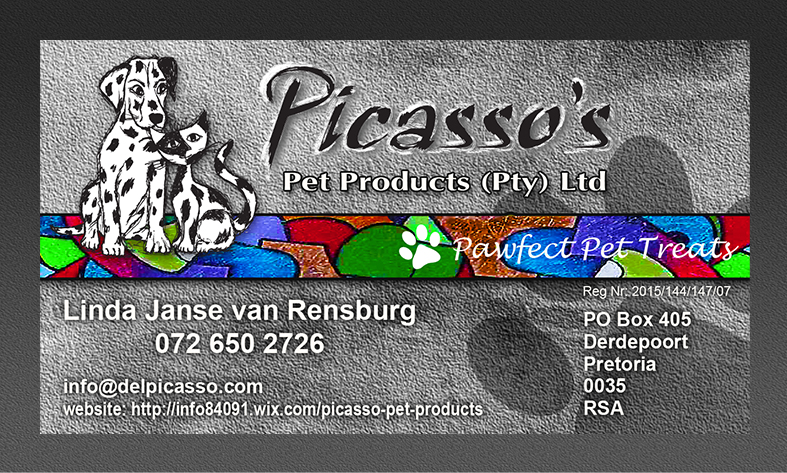 Picasso's
Pet Products (Pty) Ltd
Pawfect Pet Treats
Reg Nr. 2015/144/147/07
Linda Janse van Rensburg
072 650 2726
info@delpicasso.com
website: http://info84091.wix.com/picasso-pet-products
PO Box 405
Derdepoort
Pretoria
0035
RSA